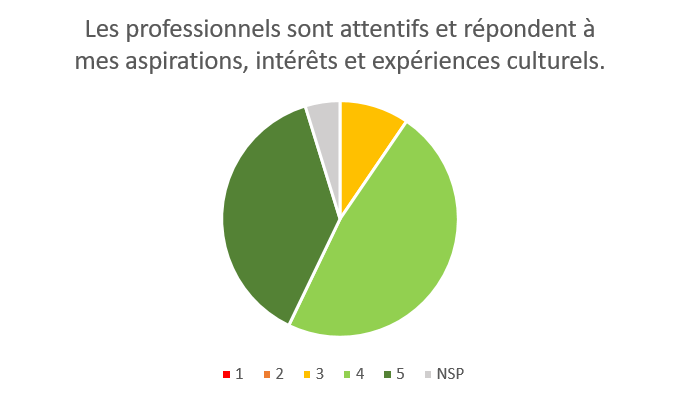 Les professionnels sont attentifs et répondent à
mes aspirations, intérêts et expériences culturels.
1 2 3 4 5 NSP